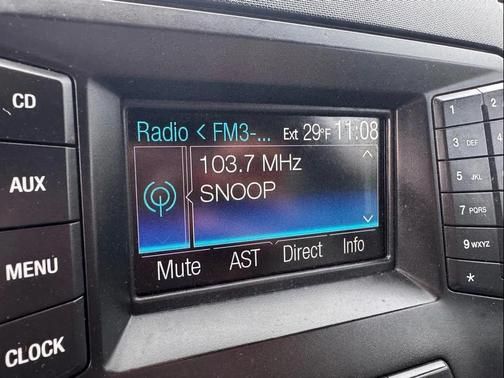 CD
AUX
MENU
CLOCK
Radio < FM3-... Ext 29°F 11:08
103.7 MHz
SNOOP
Mute AST Direct Info
1
3 DEF
5 JKL
7 PQRS
9 WXYZ
*